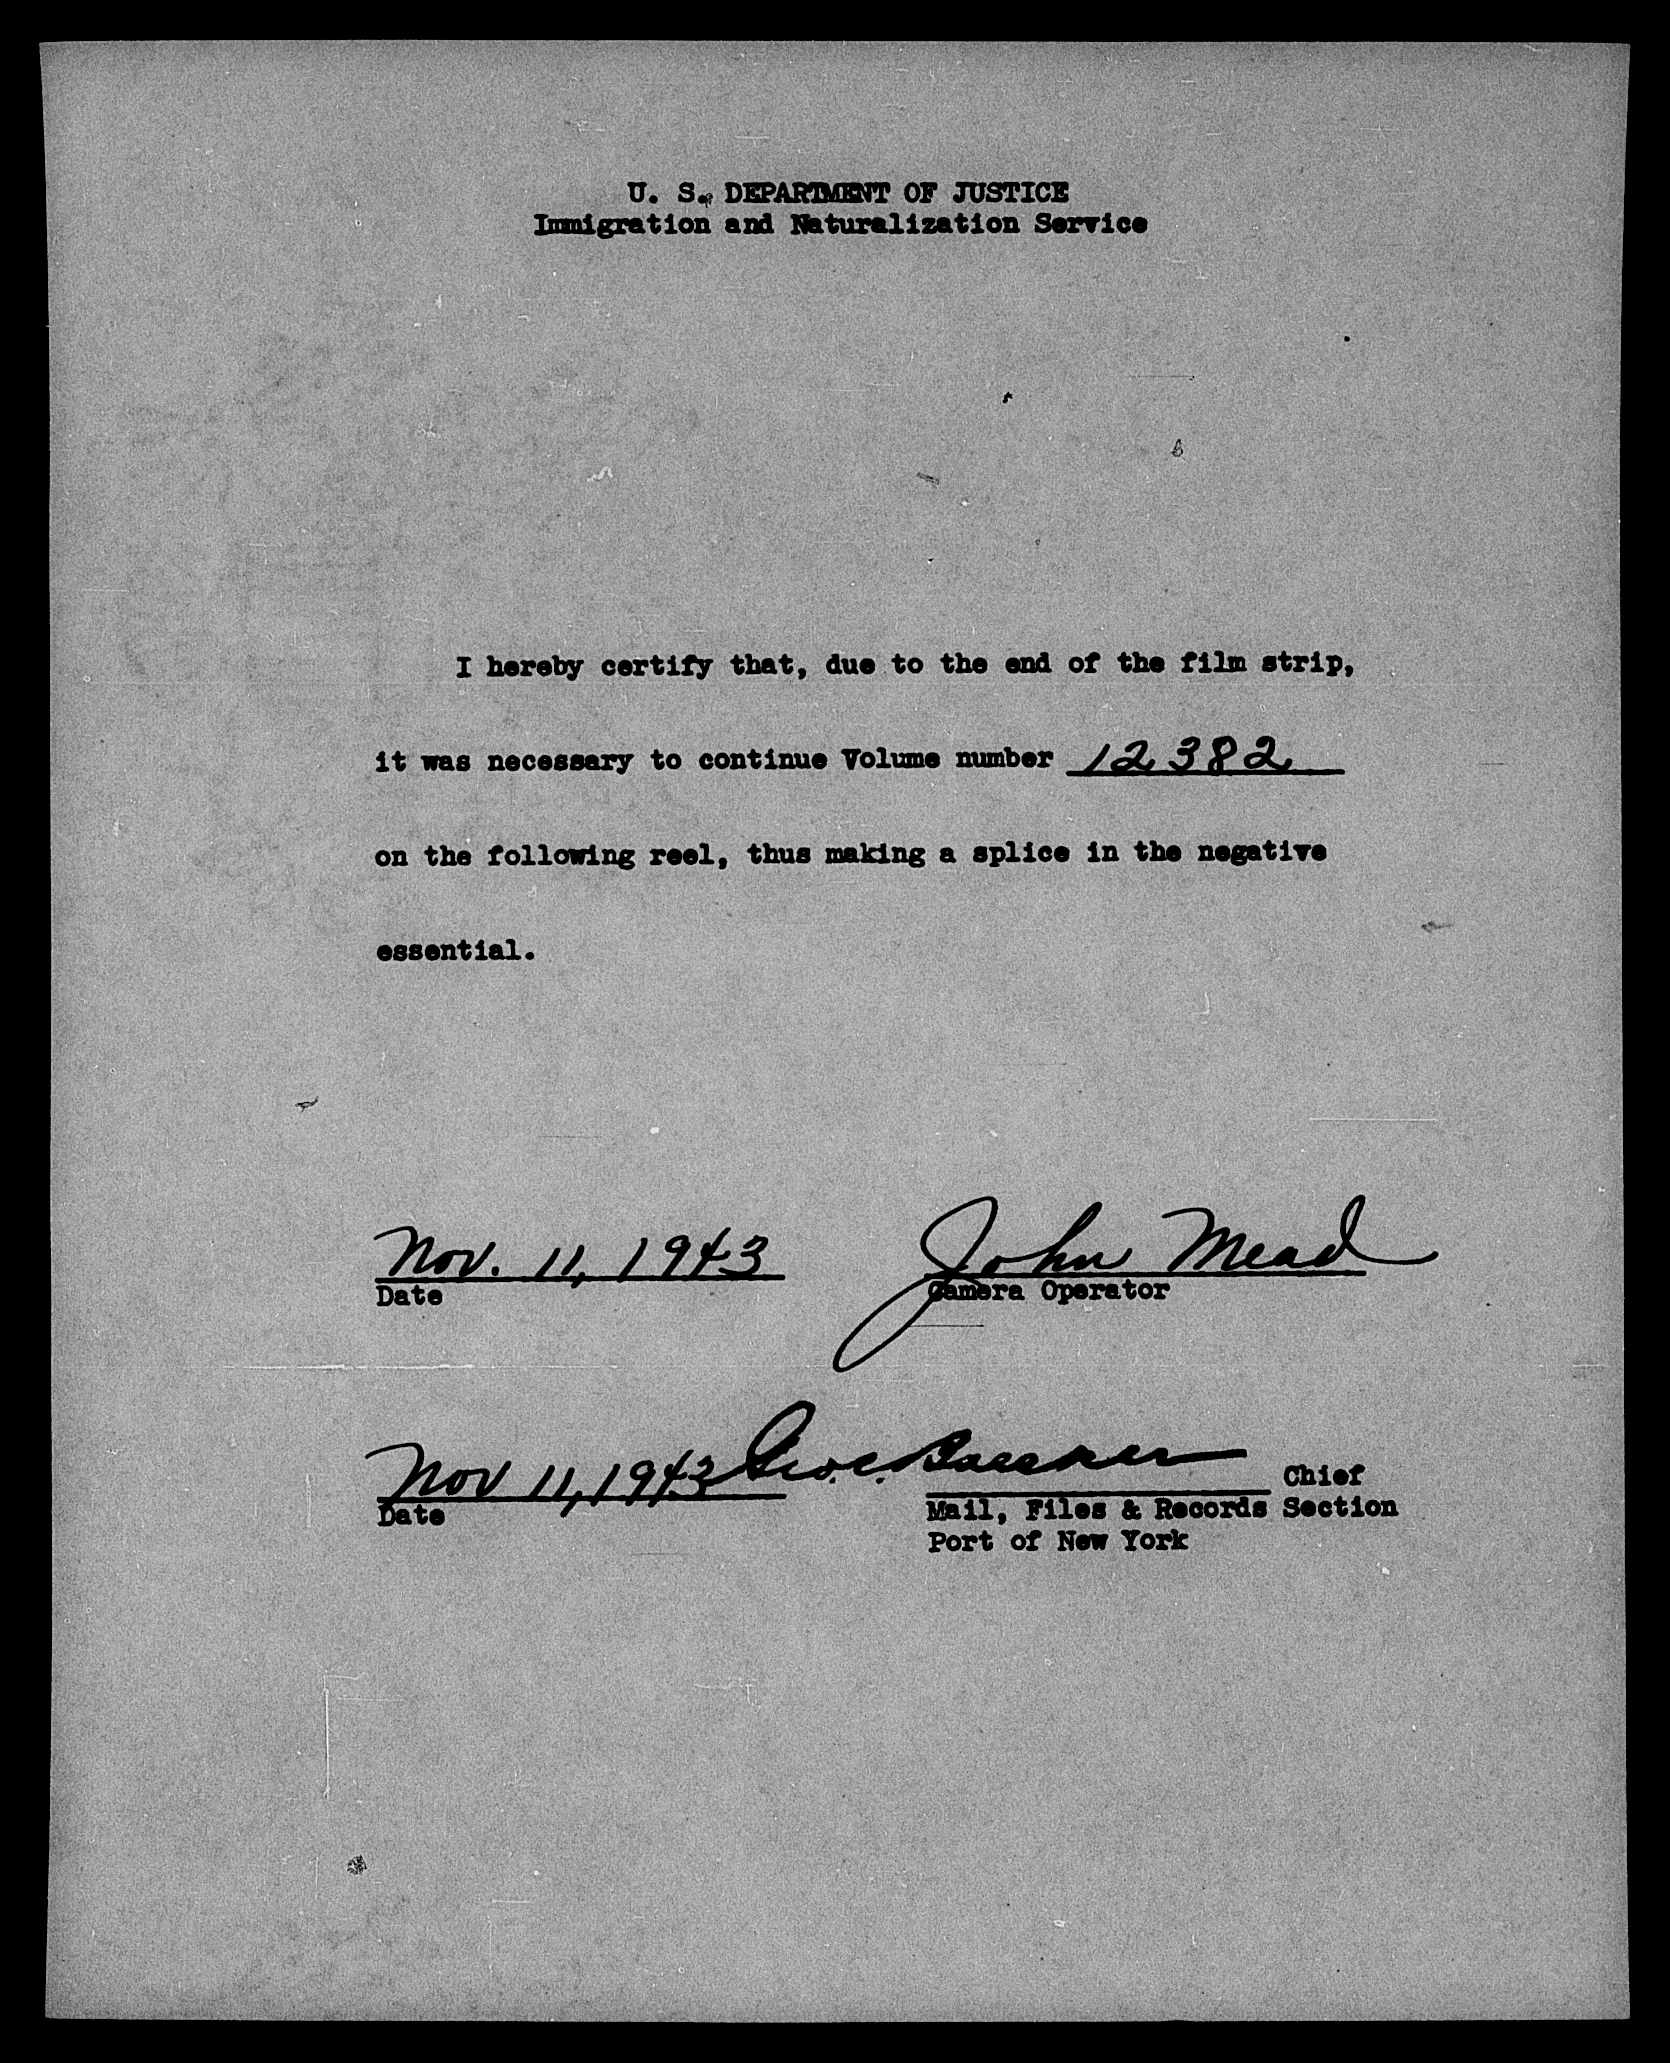 U. S. DEPARTMENT OF JUSTICE
Immigration and Naturalization Service
I hereby certify that, due to the end of the film strip,
it was necessary to continue Volume number 12382
on the following reel, thus making a splice in the negative
essential.
Nov. 11, 1943 John Mead
Date Camera Operator
Nov 11, 1943 Geo. C. Chief
Date Mail, Files & Records Section
Port of New York